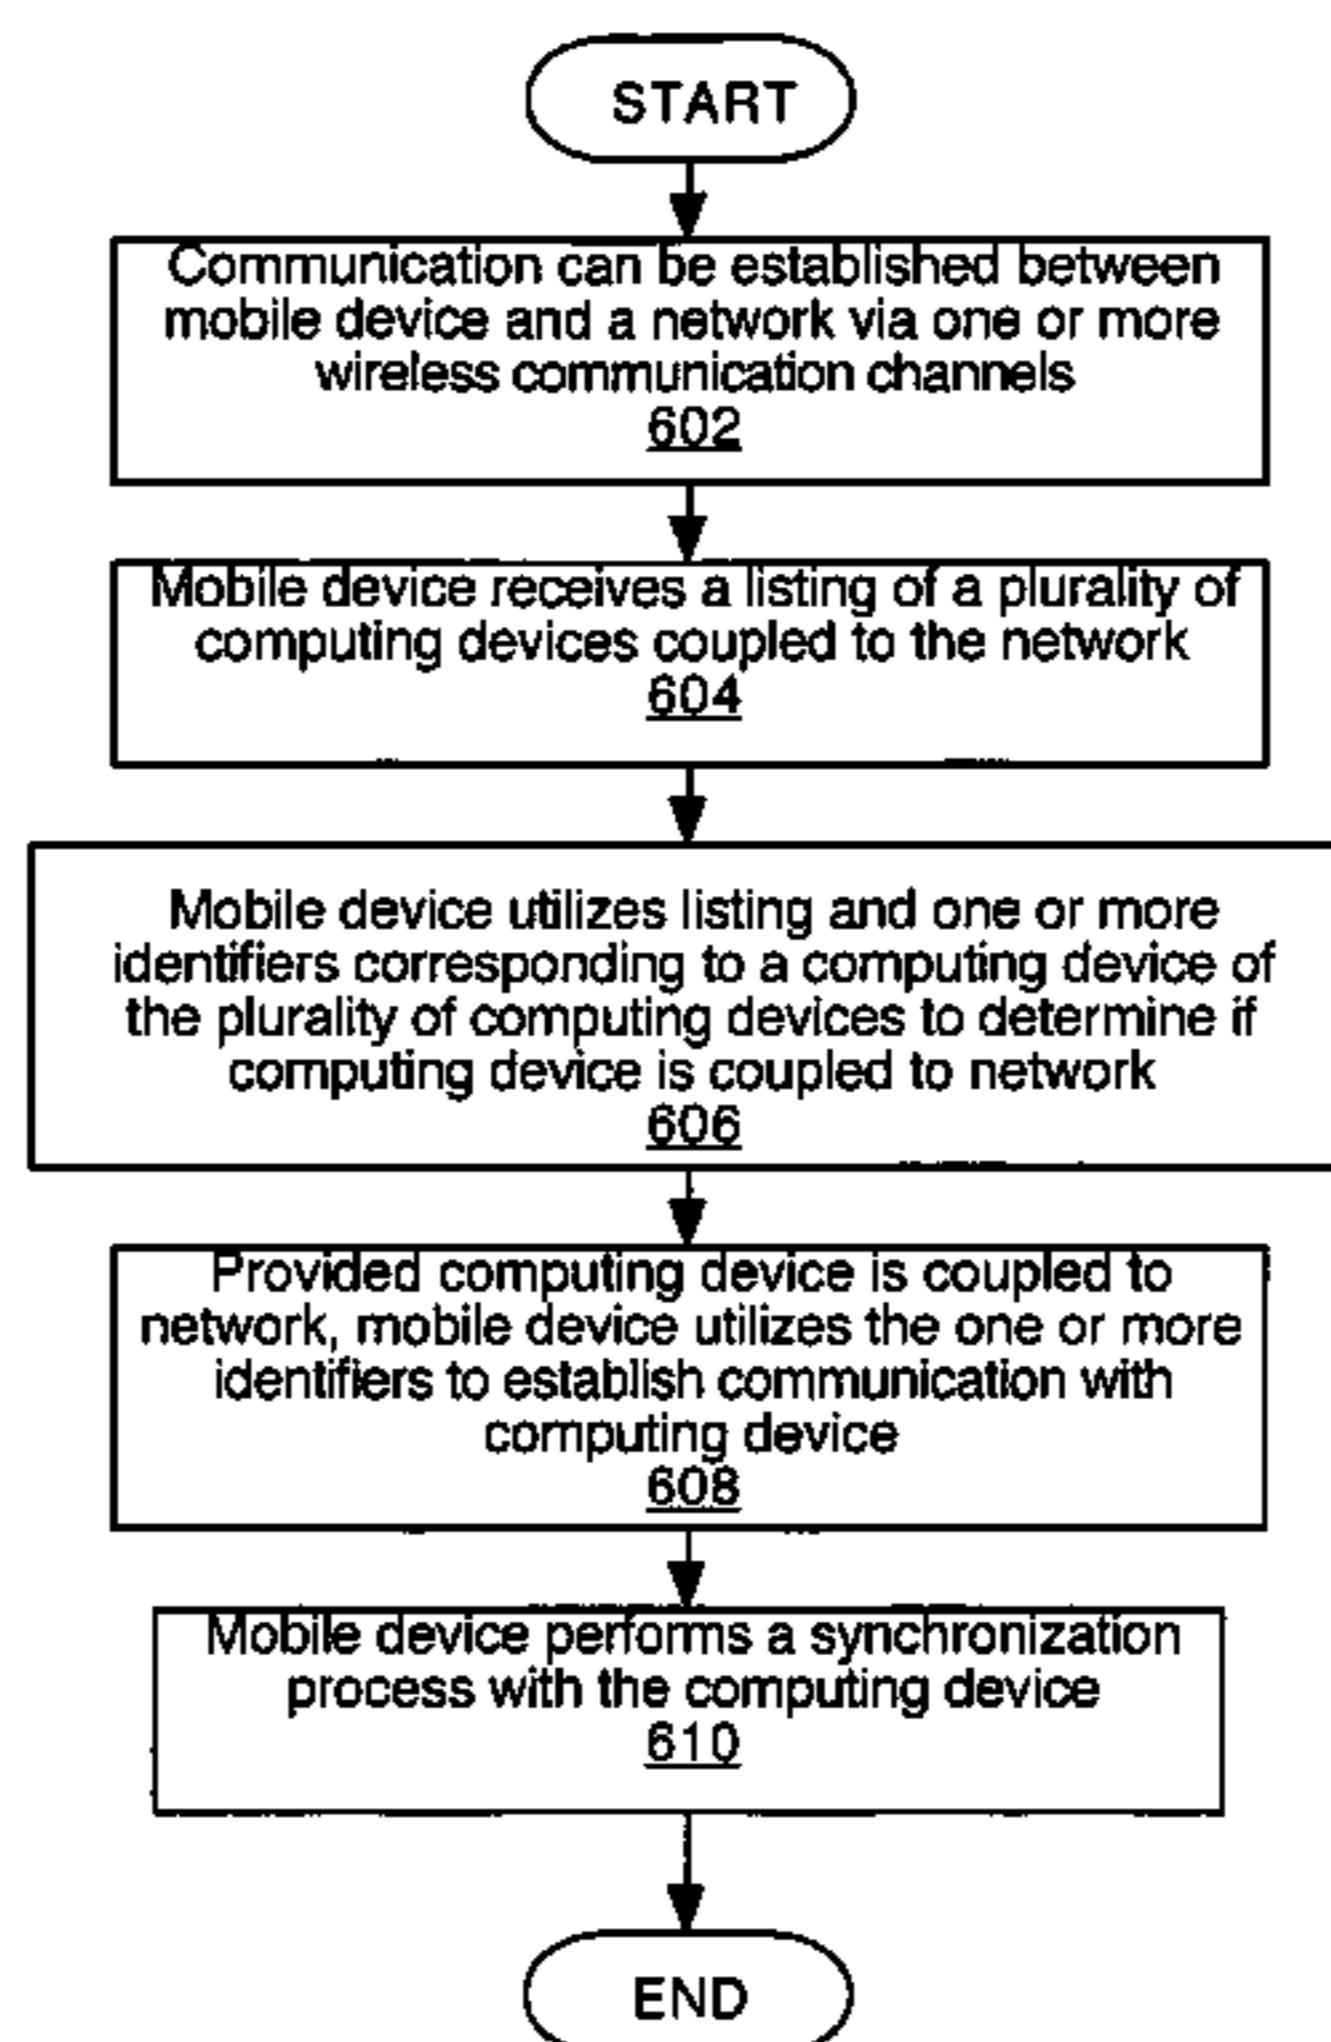 START
Communication can be established between
mobile device and a network via one or more
wireless communication channels
602
Mobile device receives a listing of a plurality of
computing devices coupled to the network
604
Mobile device utilizes listing and one or more
identifiers corresponding to a computing device of
the plurality of computing devices to determine if
computing device is coupled to network
606
Provided computing device is coupled to
network, mobile device utilizes the one or more
identifiers to establish communication with
computing device
608
Mobile device performs a synchronization
process with the computing device
610
END